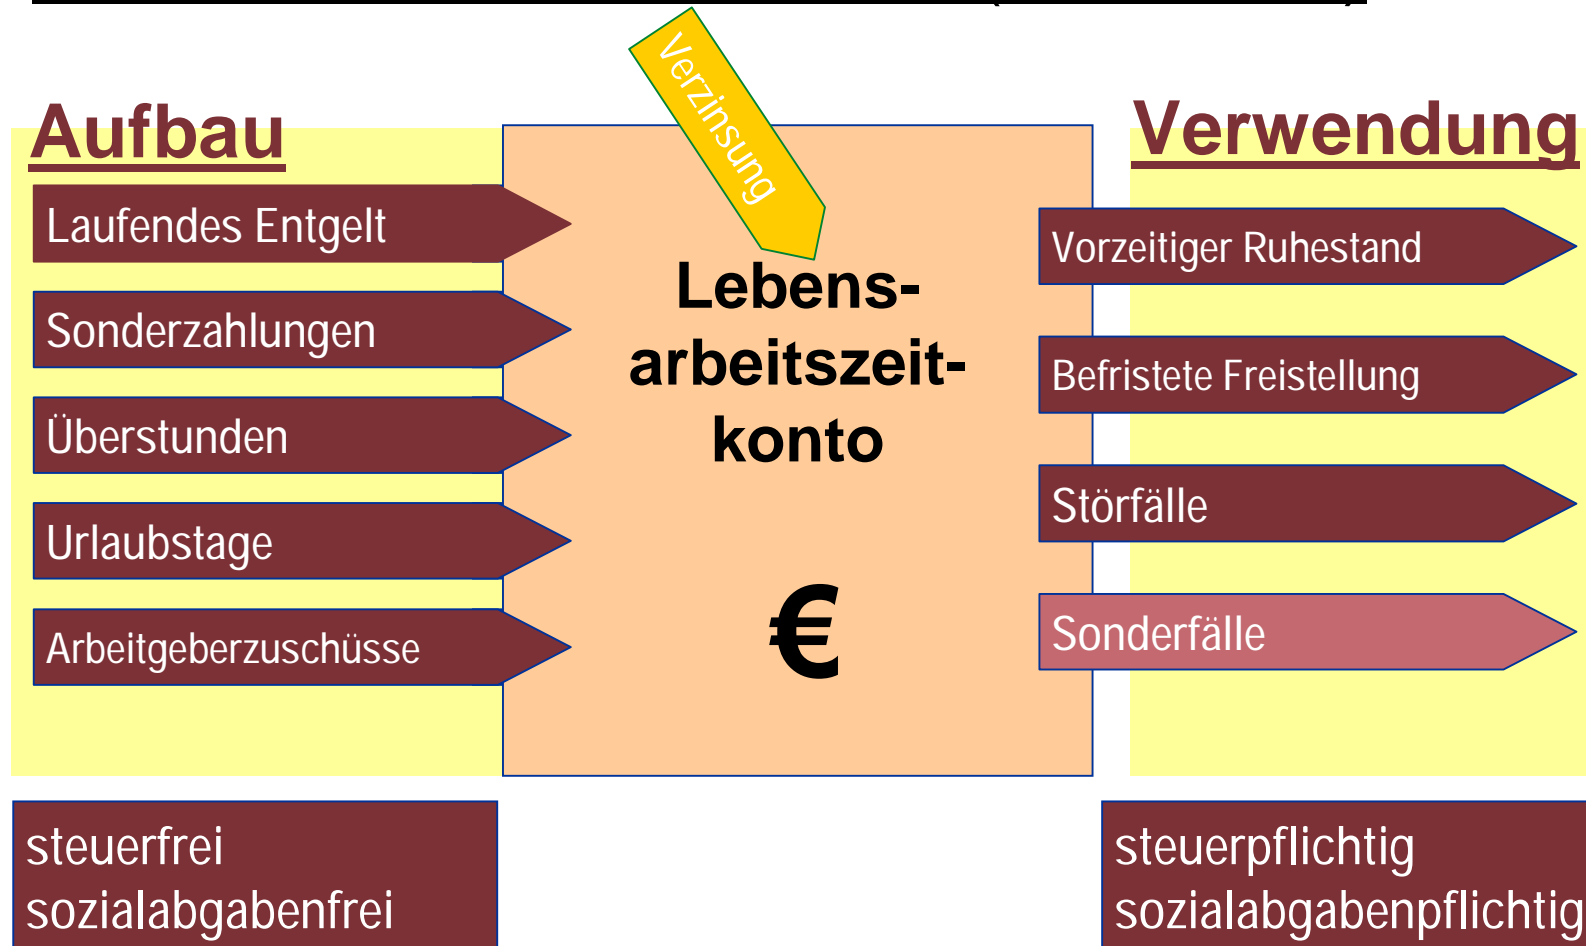 Verzinsung
Aufbau
Laufendes Entgelt
Sonderzahlungen
Überstunden
Urlaubstage
Arbeitgeberzuschüsse
Lebens-
arbeitszeit-
konto
€
Verwendung
Vorzeitiger Ruhestand
Befristete Freistellung
Störfälle
Sonderfälle
steuerfrei
sozialabgabenfrei
steuerpflichtig
sozialabgabenpflichtig